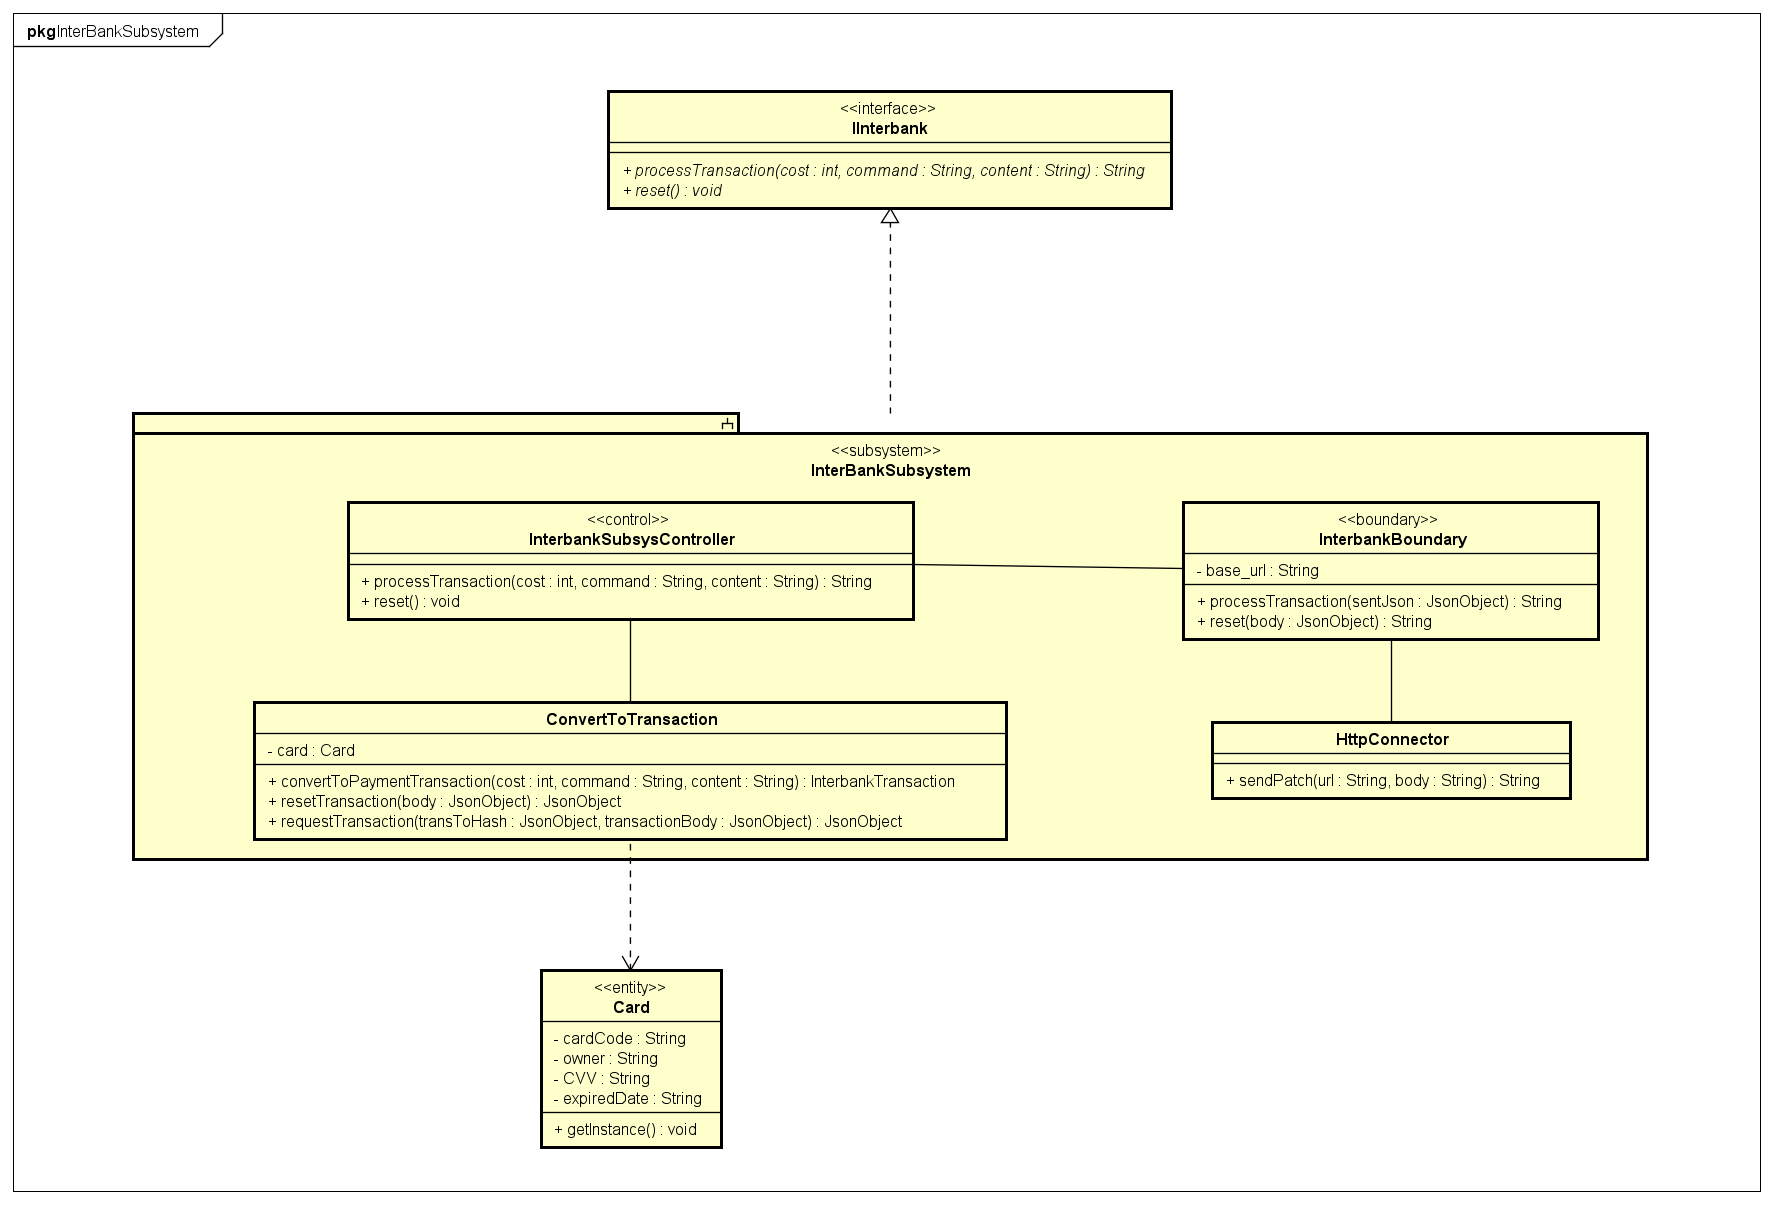 pkgInterBankSubsystem
<<interface>>
IInterbank
+ processTransaction(cost : int, command : String, content : String) : String
+ reset() : void
<<subsystem>>
InterBankSubsystem
<<control>>
InterbankSubsysController
+ processTransaction(cost : int, command : String, content : String) : String
+ reset() : void
<<boundary>>
InterbankBoundary
- base_url : String
+ processTransaction(sentJson : JsonObject) : String
+ reset(body : JsonObject) : String
ConvertToTransaction
- card : Card
+ convertToPaymentTransaction(cost : int, command : String, content : String) : InterbankTransaction
+ resetTransaction(body : JsonObject) : JsonObject
+ requestTransaction(transToHash : JsonObject, transactionBody : JsonObject) : JsonObject
HttpConnector
+ sendPatch(url : String, body : String) : String
<<entity>>
Card
- cardCode : String
- owner : String
- CVV : String
- expiredDate : String
+ getInstance() : void